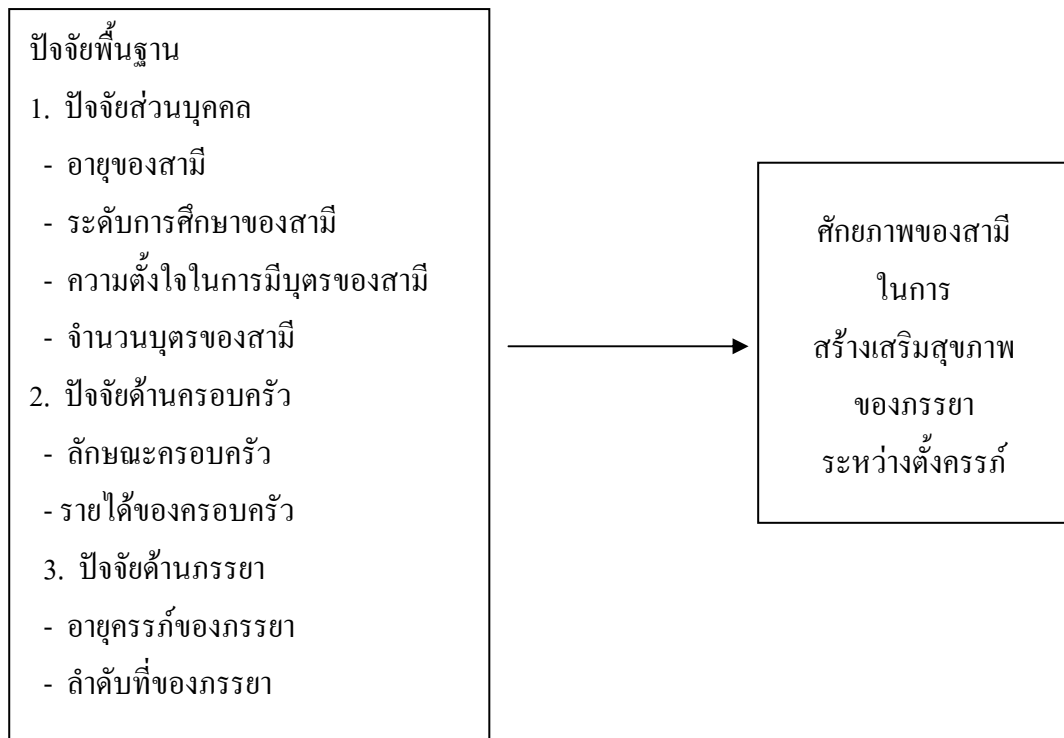 ปัจจัยพื้นฐาน
1. ปัจจัยส่วนบุคคล
- อายุของสามี
- ระดับการศึกษาของสามี
- ความตั้งใจในการมีบุตรของสามี
- จำนวนบุตรของสามี
2. ปัจจัยด้านครอบครัว
- ลักษณะครอบครัว
- รายได้ของครอบครัว
3. ปัจจัยด้านภรรยา
- อายุครรภ์ของภรรยา
- ลำดับที่ของภรรยา
ศักยภาพของสามี
ในการ
สร้างเสริมสุขภาพ
ของภรรยา
ระหว่างตั้งครรภ์